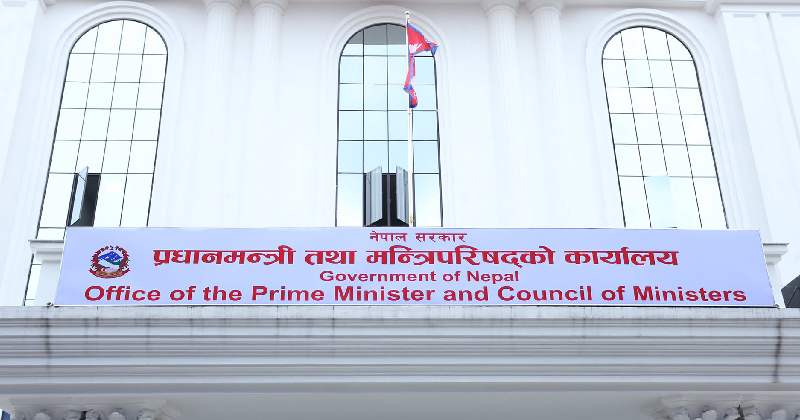 नेपाल सरकार
प्रधानमन्त्री तथा मन्त्रिपरिषद्को कार्यालय
Government of Nepal
Office of the Prime Minister and Council of Ministers